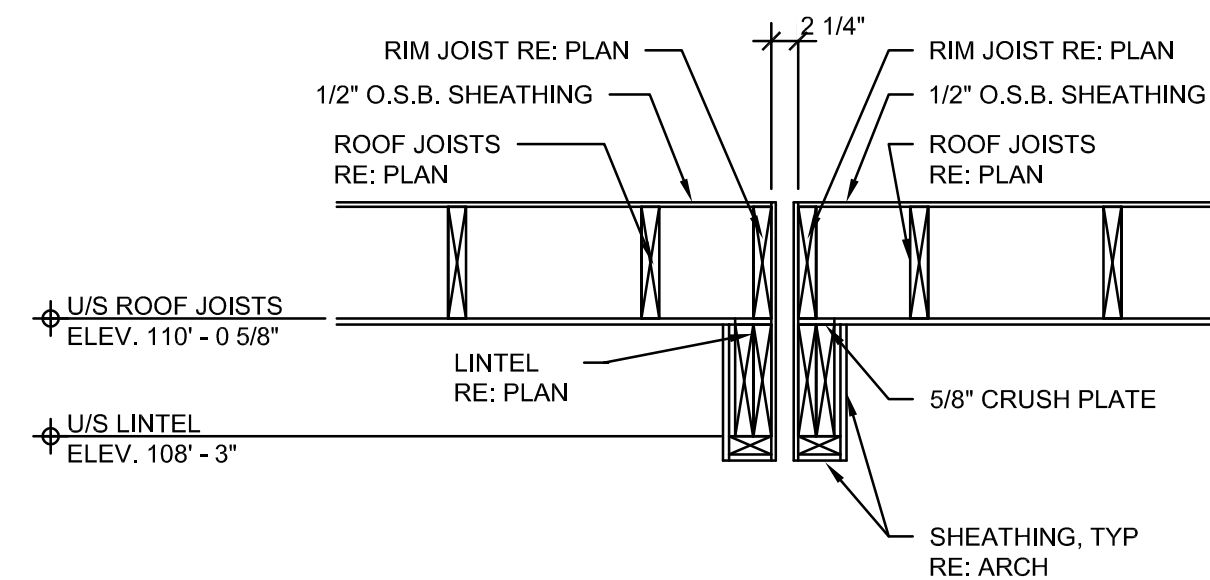 2 1/4"
RIM JOIST RE: PLAN
1/2" O.S.B. SHEATHING
ROOF JOISTS
RE: PLAN
RIM JOIST RE: PLAN
1/2" O.S.B. SHEATHING
ROOF JOISTS
RE: PLAN
U/S ROOF JOISTS
ELEV. 110' - 0 5/8"
LINTEL
RE: PLAN
5/8" CRUSH PLATE
U/S LINTEL
ELEV. 108' - 3"
SHEATHING, TYP
RE: ARCH